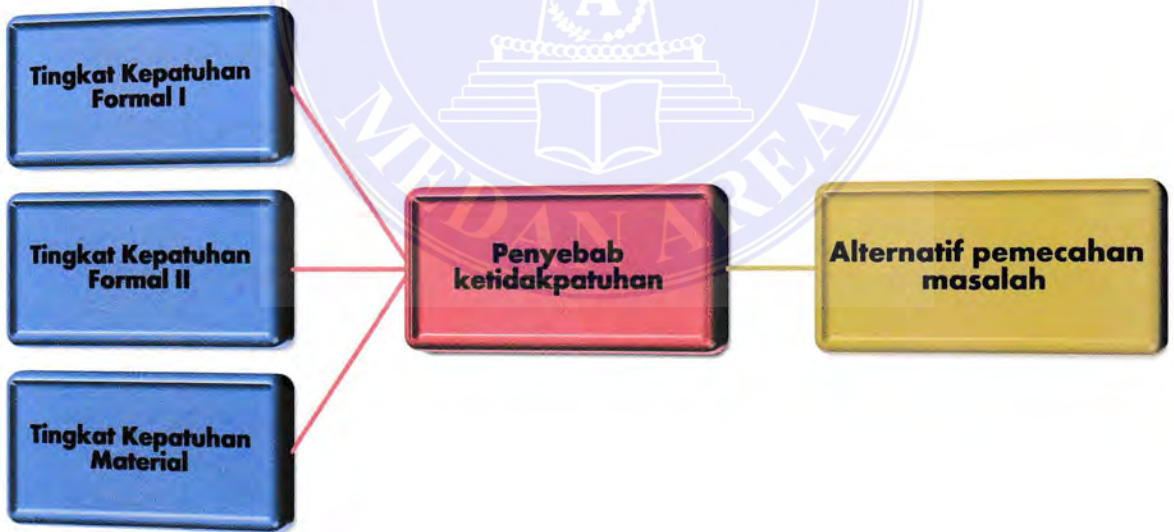 Tingkat Kepatuhan
Formal I
Tingkat Kepatuhan
Formal II
Tingkat Kepatuhan
Material
Penyebab
ketidakpatuhan
Alternatif pemecahan
masalah
A
MEDAN AREA